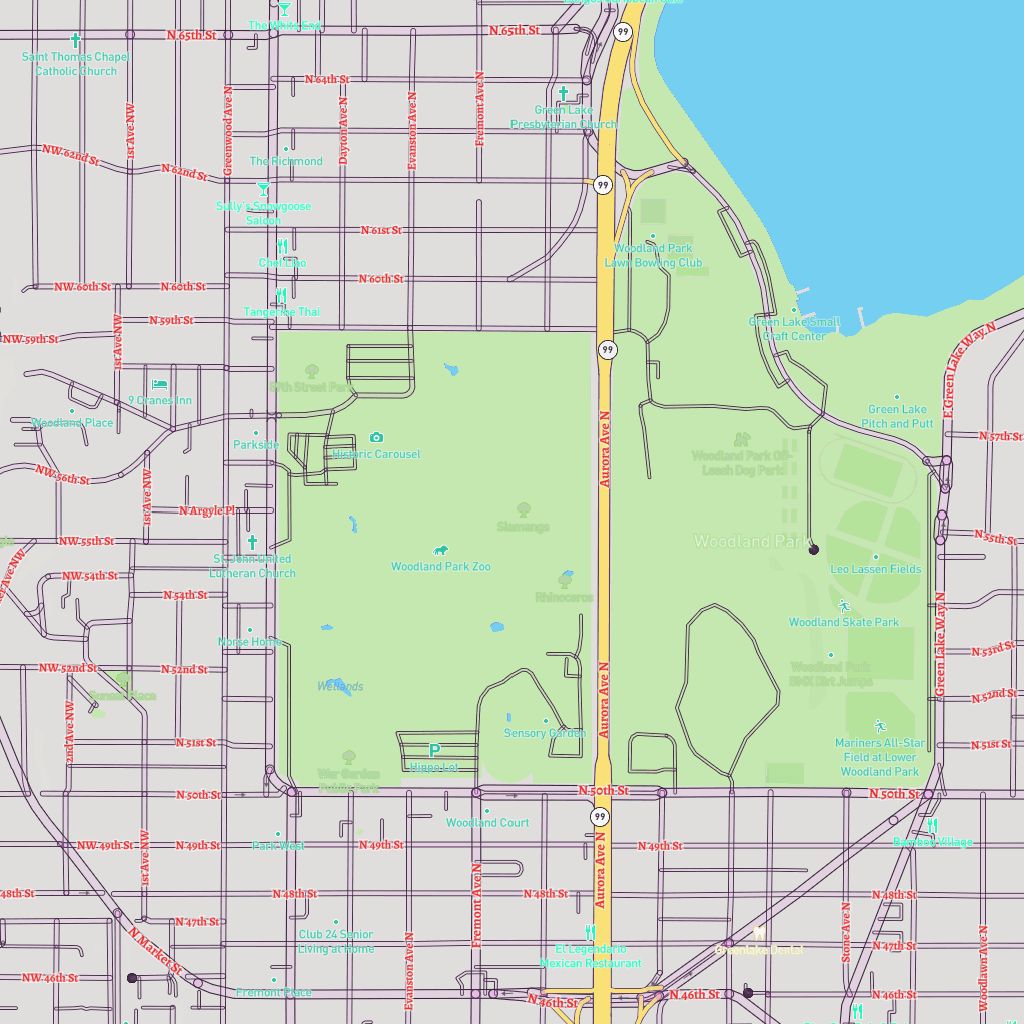 The White End
N 65th St
N 65th St
99
Saint Thomas Chapel
Catholic Church
N 64th St
1st Ave NW
Greenwood Ave N
Dayton Ave N
Evanston Ave N
Fremont Ave N
Green Lake
Presbyterian Church
NW 62nd St
N 62nd St
The Richmond
99
Sully's Snowgoose
Saloon
N 61st St
Woodland Park
Lawn Bowling Club
Chef Liao
N 60th St
NW 60th St
N 60th St
Tangerine Thai
N 59th St
NW 59th St
1st Ave NW
Green Lake Small
Craft Center
99
E Green Lake Way N
59th Street Park
9 Cranes Inn
Woodland Place
Green Lake
Pitch and Putt
Parkside
Historic Carousel
Aurora Ave N
N 57th St
Woodland Park Off-
Leash Dog Park
NW 56th St
1st Ave NW
N Argyle Pl
Siamangs
NW 55th St
N 55th St
Woodland Park
St. John United
Lutheran Church
Woodland Park Zoo
Leo Lassen Fields
NW 54th St
N 54th St
Rhinoceros
Woodland Skate Park
Norse Home
Green Lake Way N
N 53rd St
NW 52nd St
N 52nd St
Woodland Park
BMX Dirt Jumps
Sunset Place
Wetlands
N 52nd St
2nd Ave NW
Aurora Ave N
Sensory Garden
N 51st St
N 51st St
Mariners All-Star
Field at Lower
Woodland Park
P
Hippo Lot
War Garden
Public Park
N 50th St
N 50th St
N 50th St
99
Woodland Court
Park West
Bamboo Village
NW 49th St
N 49th St
N 49th St
N 49th St
1st Ave NW
Aurora Ave N
48th St
N 48th St
N 48th St
N 48th St
Fremont Ave N
N 47th St
Club 24 Senior
Living at Home
Stone Ave N
N 47th St
N Market St
El Legendario
Mexican Restaurant
Greenlake Dental
Evanston Ave N
Woodlawn Ave N
NW 46th St
Fremont Place
N 46th St
N 46th St
N 46th St